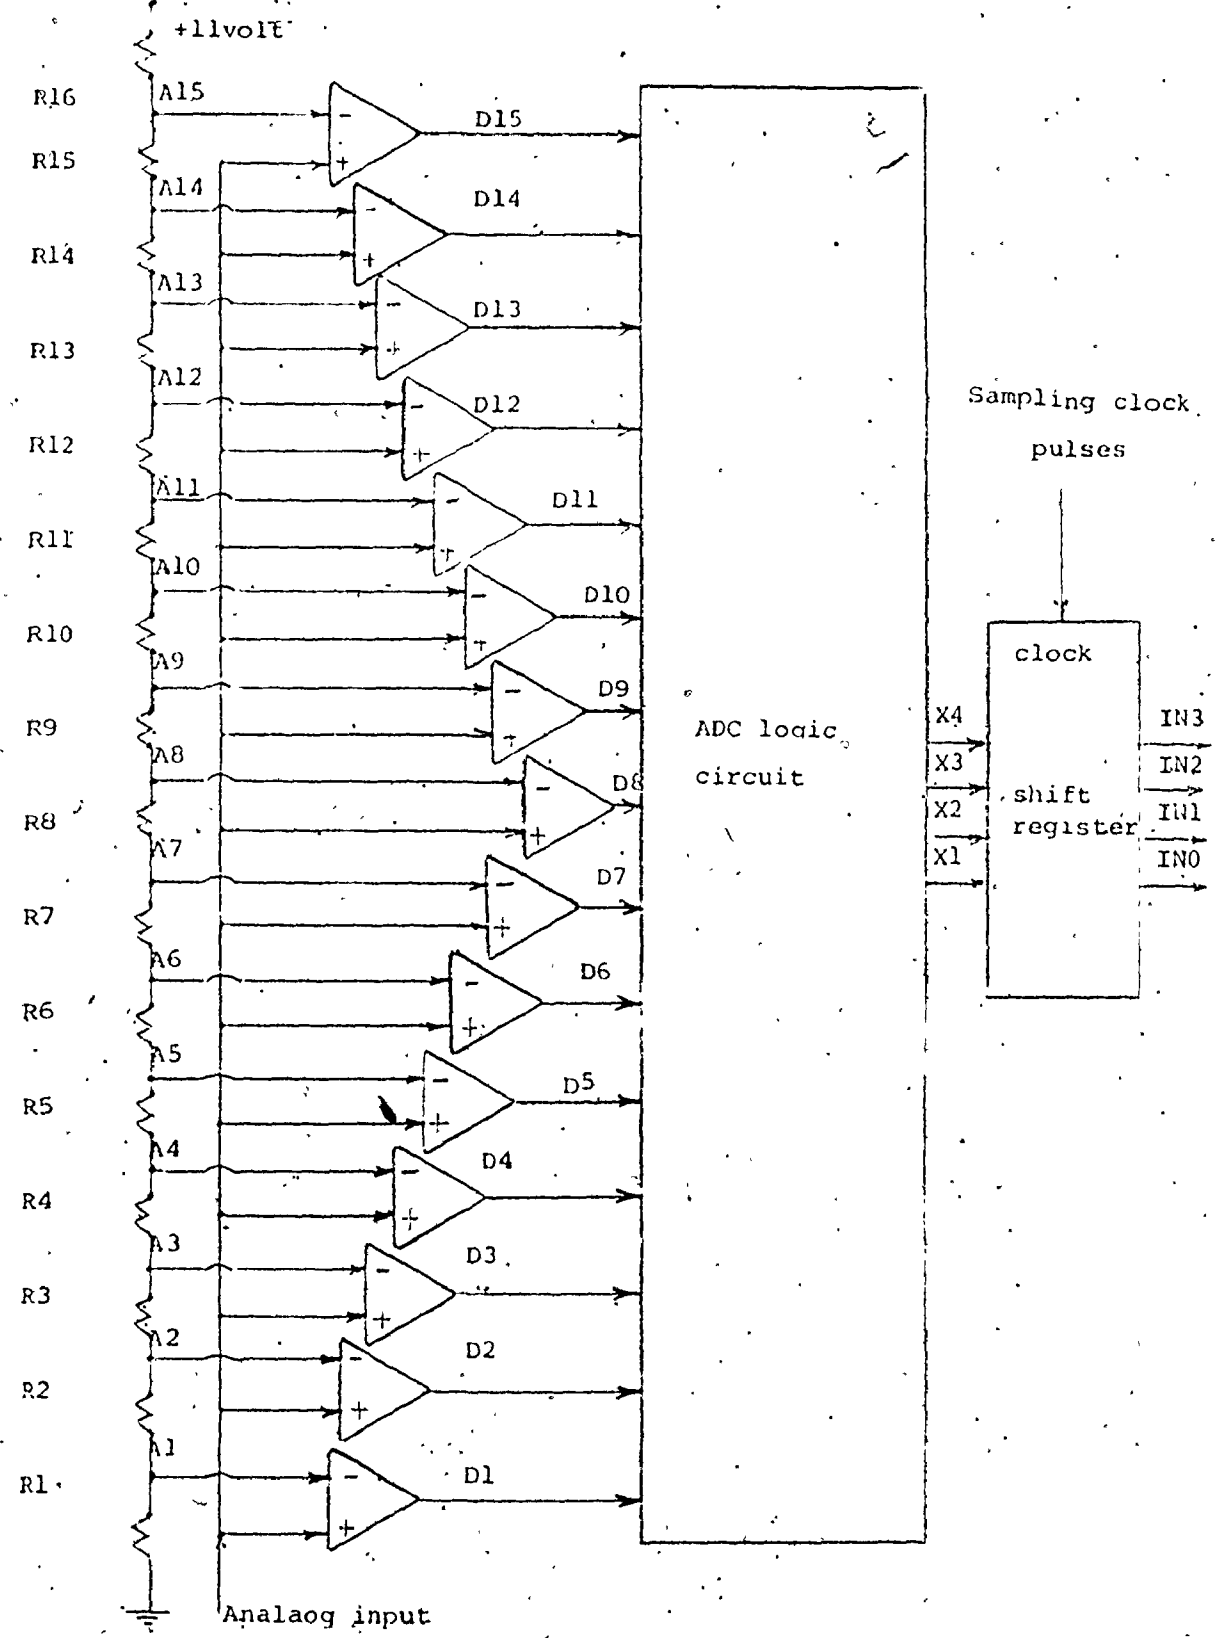 +11volt
R16
A15
D15
R15
A14
D14
R14
A13
D13
R13
A12
D12
R12
A11
D11
R11
A10
D10
R10
A9
D9
R9
A8
D8
R8
A7
D7
R7
A6
D6
R6
A5
D5
R5
A4
D4
R4
A3
D3
R3
A2
D2
R2
A1
D1
R1
Analaog input
ADC logic
circuit
Sampling clock
pulses
clock
shift
register
X4
X3
X2
X1
IN3
IN2
IN1
IN0